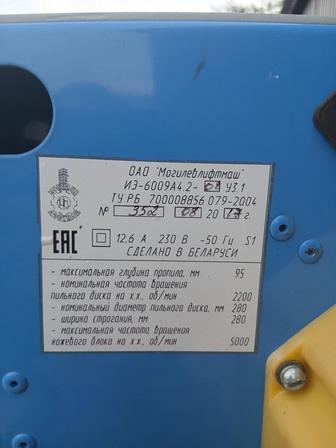 ОАО "Могилевлифтмаш"
ИЭ-6009А4.2-01 У3.1
ТУ РБ 700008856.079-2004
№ 352 08 20 17 г.
EAC 12,6 А 230 В ~50 Гц S1
СДЕЛАНО В БЕЛАРУСИ
- максимальная глубина пропила, мм 95
- номинальная частота вращения
пильного диска на х.х., об/мин 2200
- номинальный диаметр пильного диска, мм 280
- ширина строгания, мм 280
- максимальная частота вращения
ножевого блока на х.х., об/мин 5000